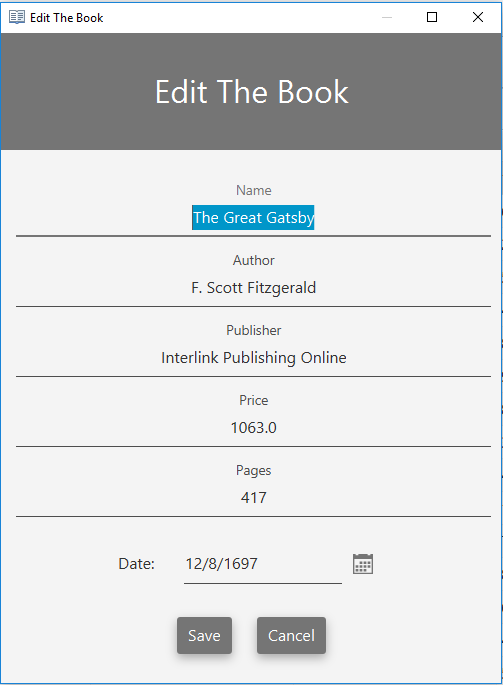 Edit The Book
Edit The Book
Name
The Great Gatsby
Author
F. Scott Fitzgerald
Publisher
Interlink Publishing Online
Price
1063.0
Pages
417
Date: 12/8/1697
Save Cancel